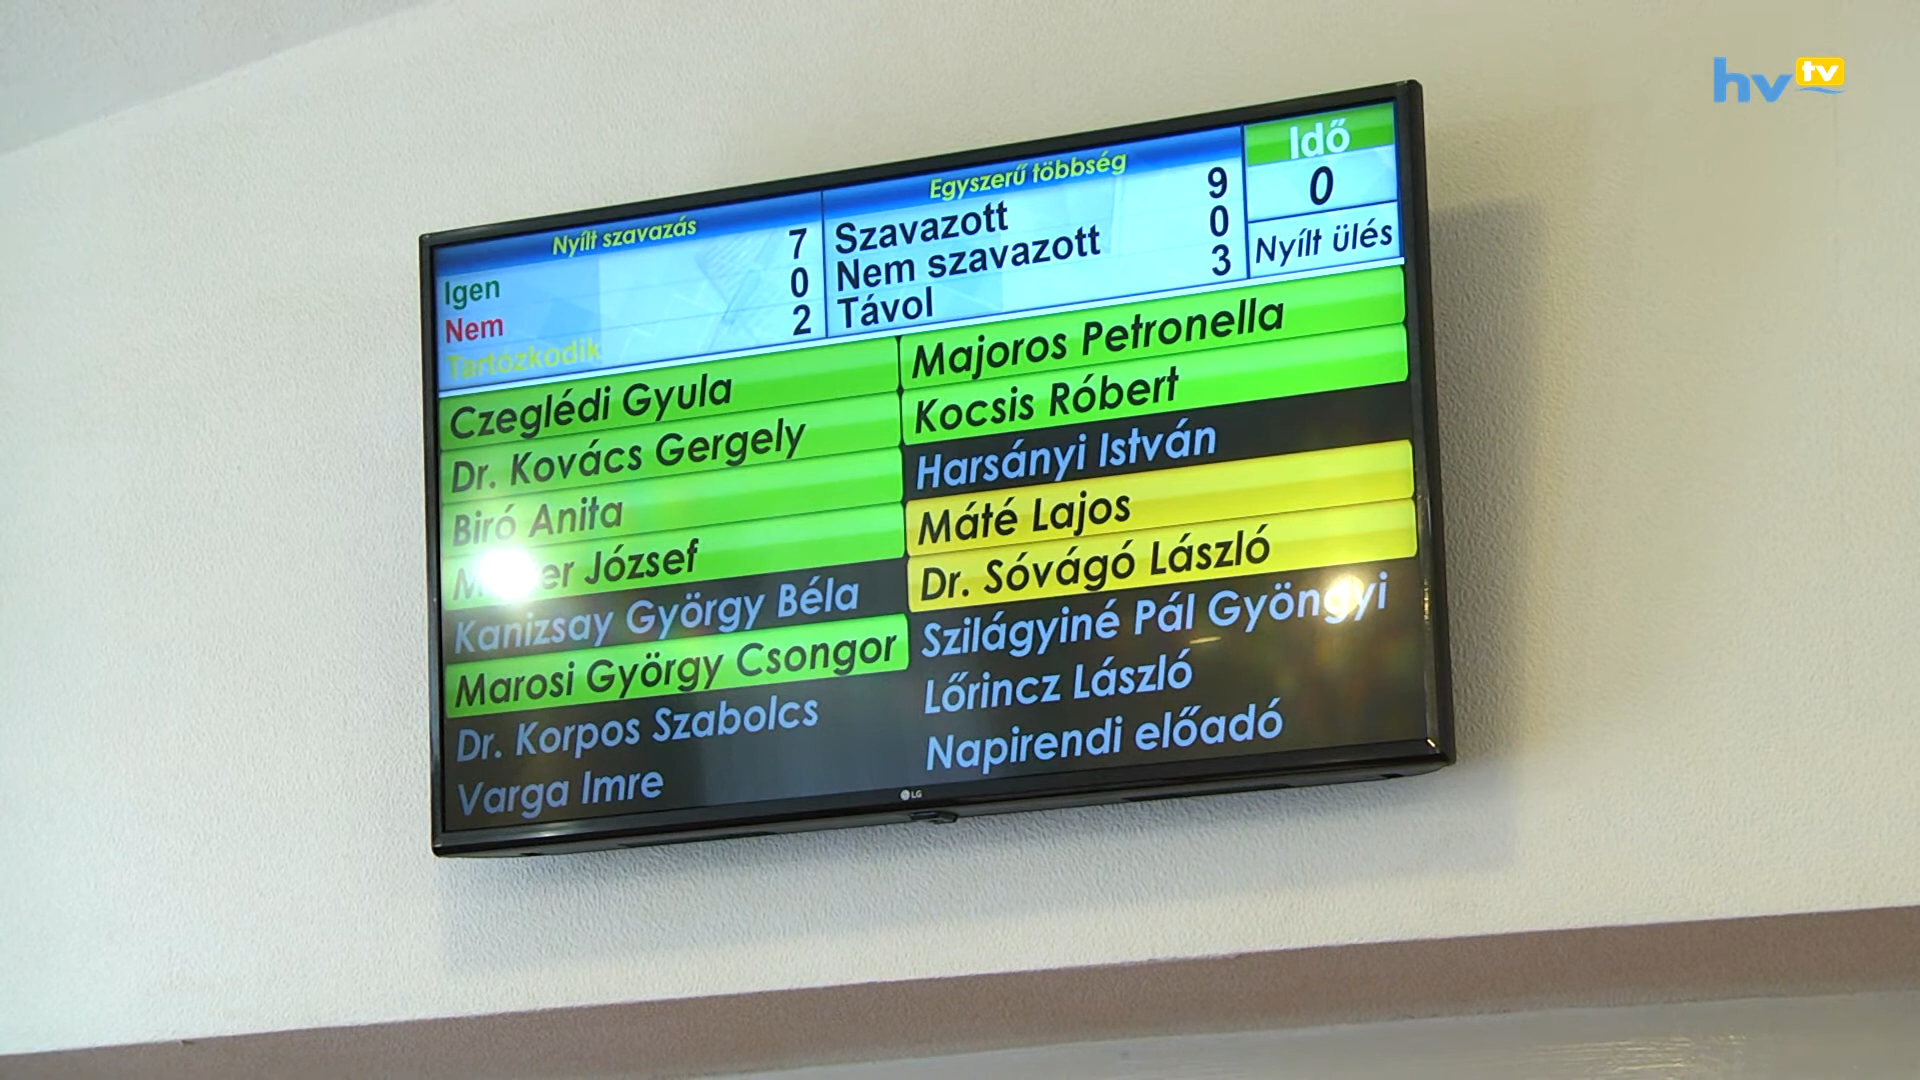 hv tv
Nyílt szavazás
Igen 7
Nem 0
Tartózkodik 2
Egyszerű többség
Szavazott 9
Nem szavazott 0
Távol 3
Idő
0
Nyílt ülés
Czeglédi Gyula
Dr. Kovács Gergely
Biró Anita
József
Kanizsay György Béla
Marosi György Csongor
Dr. Korpos Szabolcs
Varga Imre
Majoros Petronella
Kocsis Róbert
Harsányi István
Máté Lajos
Dr. Sóvágó László
Szilágyiné Pál Gyöngyi
Lőrincz László
Napirendi előadó
LG